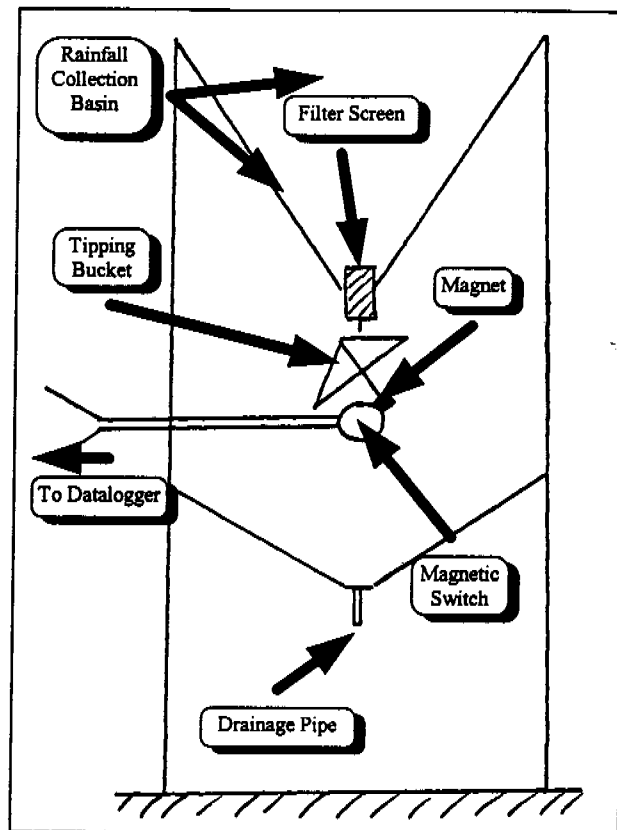 Rainfall
Collection
Basin
Filter Screen
Tipping
Bucket
Magnet
To Datalogger
Magnetic
Switch
Drainage Pipe